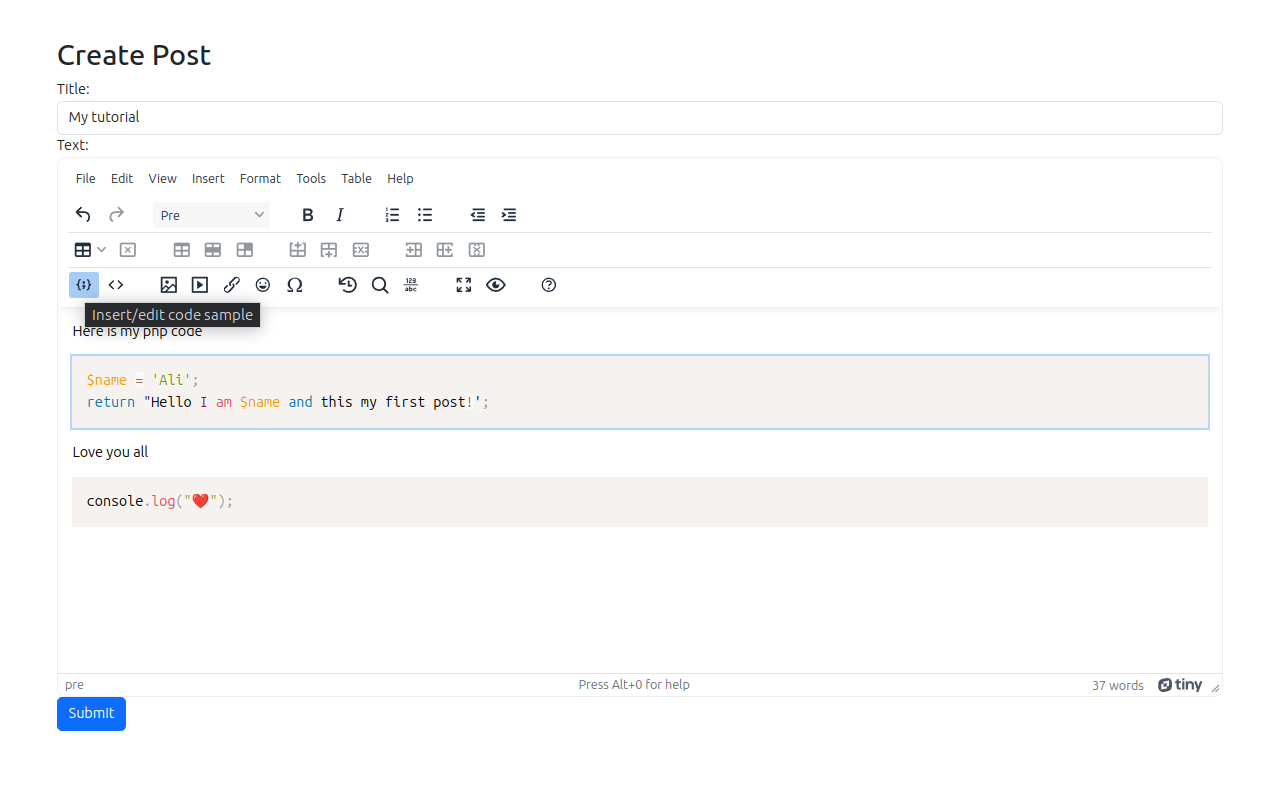 Create Post
Title:
My tutorial
Text:
File Edit View Insert Format Tools Table Help
Pre B I
{;} <> Ω 123 abc
Insert/edit code sample
Here is my php code
$name = 'Ali';
return "Hello I am $name and this my first post!';
Love you all
console.log("❤️");
pre Press Alt+0 for help 37 words tiny
Submit